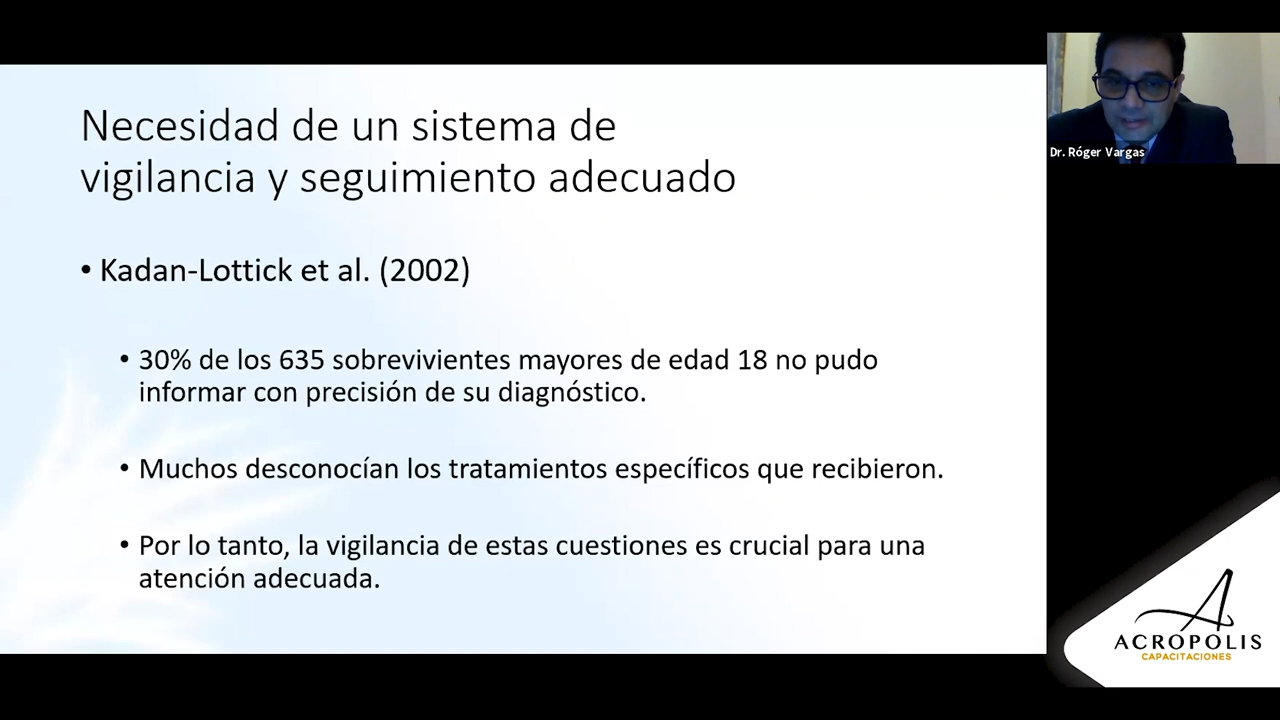 Necesidad de un sistema de
vigilancia y seguimiento adecuado
• Kadan-Lottick et al. (2002)
• 30% de los 635 sobrevivientes mayores de edad 18 no pudo
informar con precisión de su diagnóstico.
• Muchos desconocían los tratamientos específicos que recibieron.
• Por lo tanto, la vigilancia de estas cuestiones es crucial para una
atención adecuada.
Dr. Róger Vargas
ACROPOLIS
CAPACITACIONES